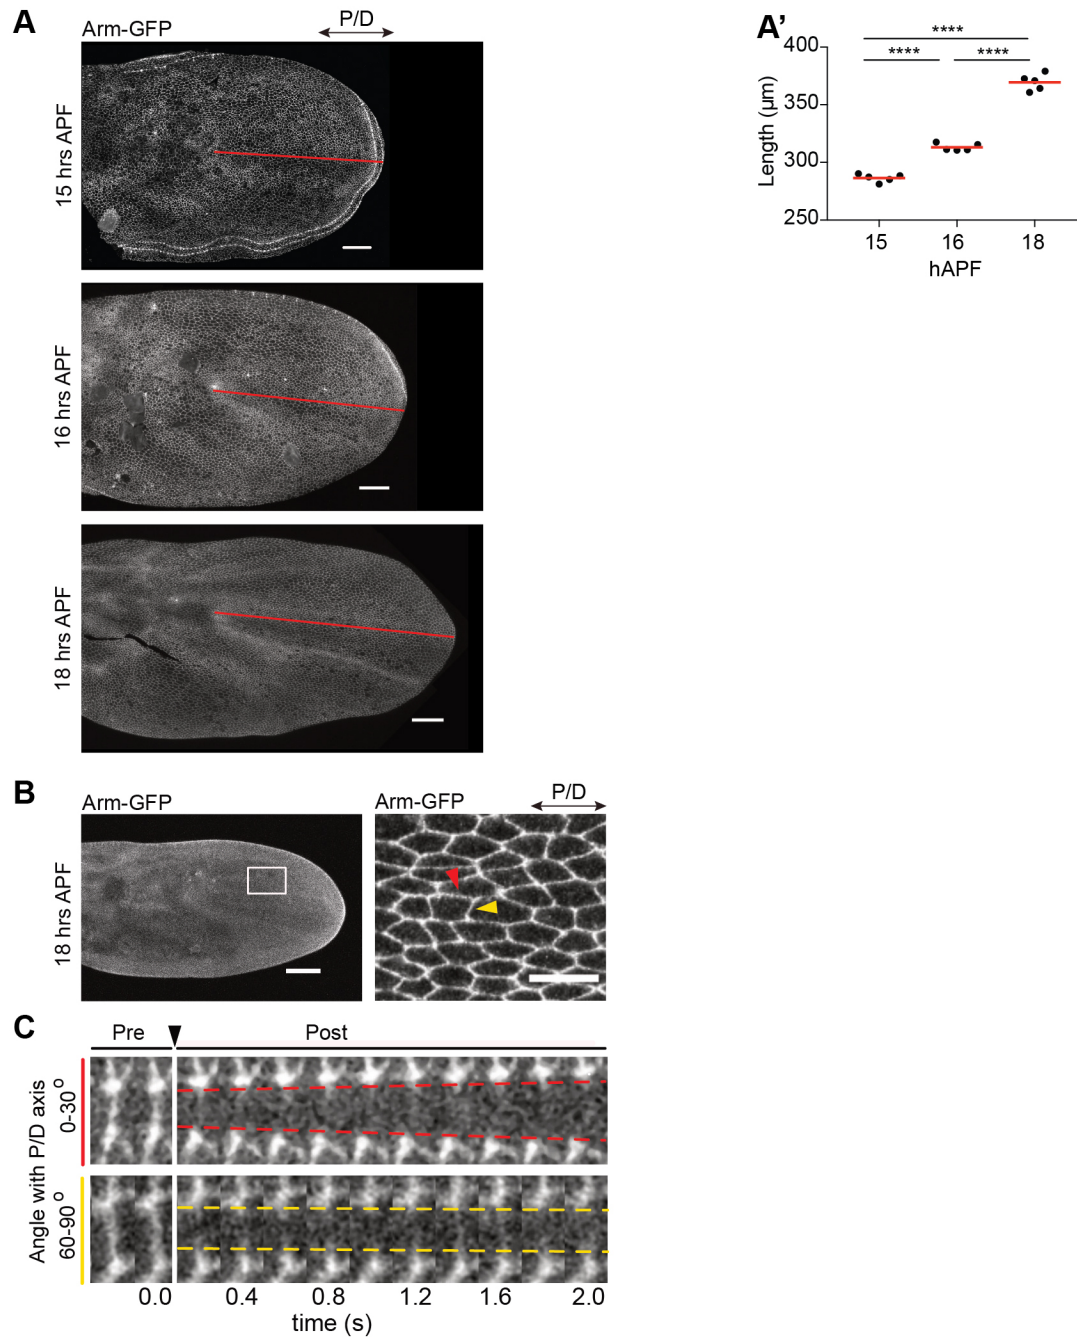 A
Arm-GFP
P/D
15 hrs APF
16 hrs APF
18 hrs APF
A'
****
**** ****
400
350
300
250
Length (µm)
15 16 18
hAPF
B
Arm-GFP
18 hrs APF
Arm-GFP
P/D
C
Pre
Post
Angle with P/D axis
0-30°
60-90°
0.0 0.4 0.8 1.2 1.6 2.0
time (s)